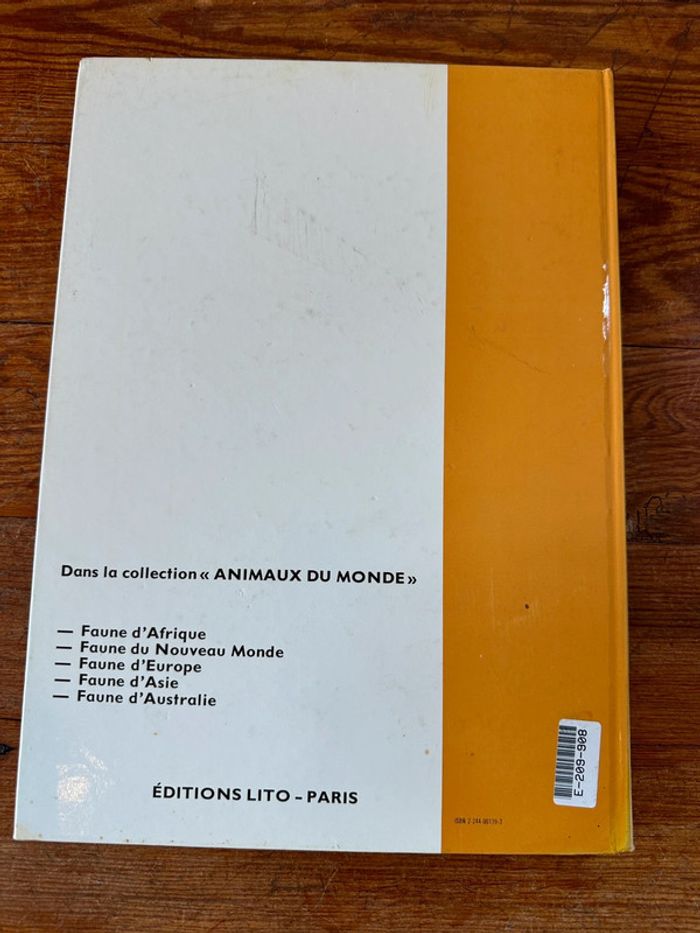 Dans la collection « ANIMAUX DU MONDE »
— Faune d'Afrique
— Faune du Nouveau Monde
— Faune d'Europe
— Faune d'Asie
— Faune d'Australie
ÉDITIONS LITO – PARIS
E-209-908
ISBN